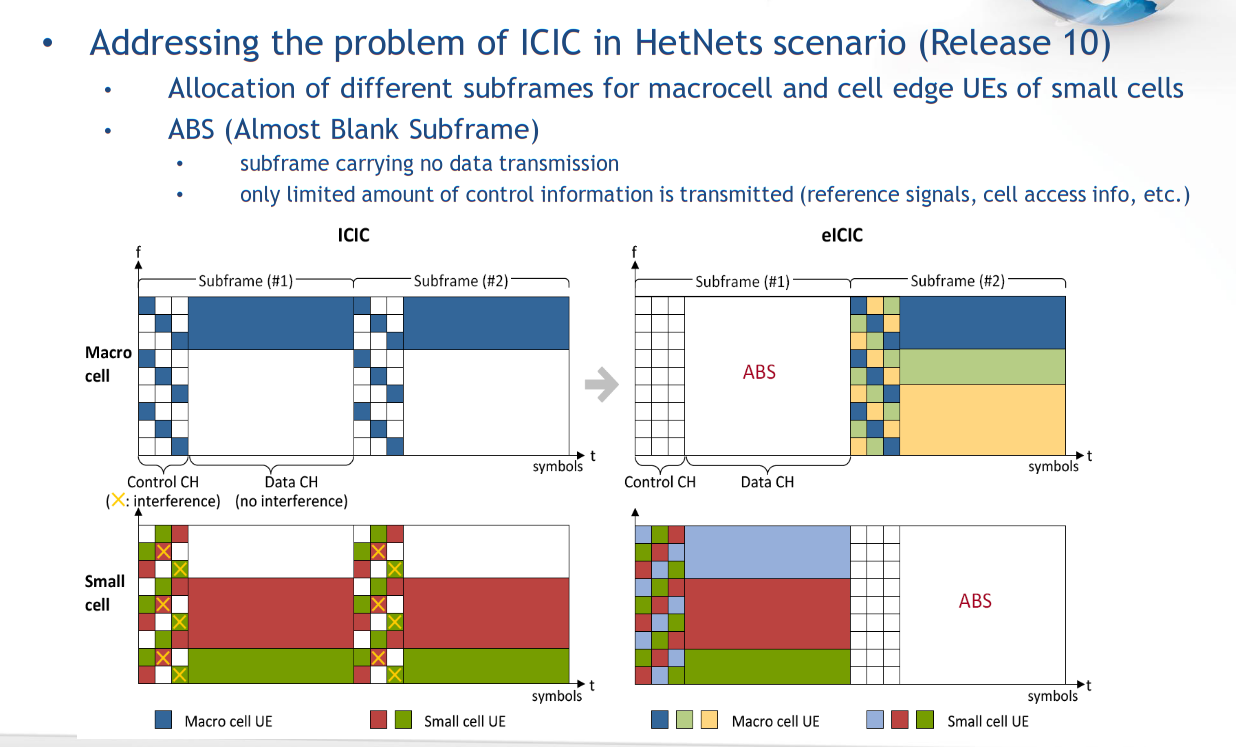 • Addressing the problem of ICIC in HetNets scenario (Release 10)
• Allocation of different subframes for macrocell and cell edge UEs of small cells
• ABS (Almost Blank Subframe)
• subframe carrying no data transmission
• only limited amount of control information is transmitted (reference signals, cell access info, etc.)
ICIC
f
Subframe (#1)
Subframe (#2)
Macro
cell
t
symbols
Control CH
(X: interference)
Data CH
(no interference)
Small
cell
t
symbols
Macro cell UE
Small cell UE
eICIC
f
Subframe (#1)
Subframe (#2)
ABS
t
symbols
Control CH
Data CH
ABS
t
symbols
Macro cell UE
Small cell UE